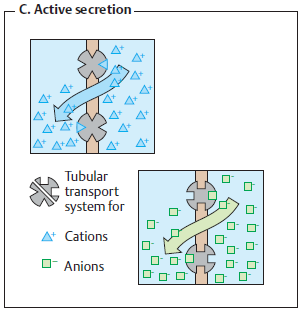 C. Active secretion
Tubular
transport
system for
Cations
Anions